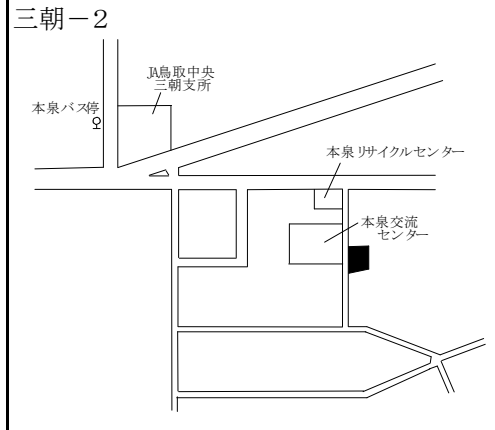 三朝－2
JA鳥取中央
三朝支所
本泉バス停
本泉リサイクルセンター
本泉交流
センター